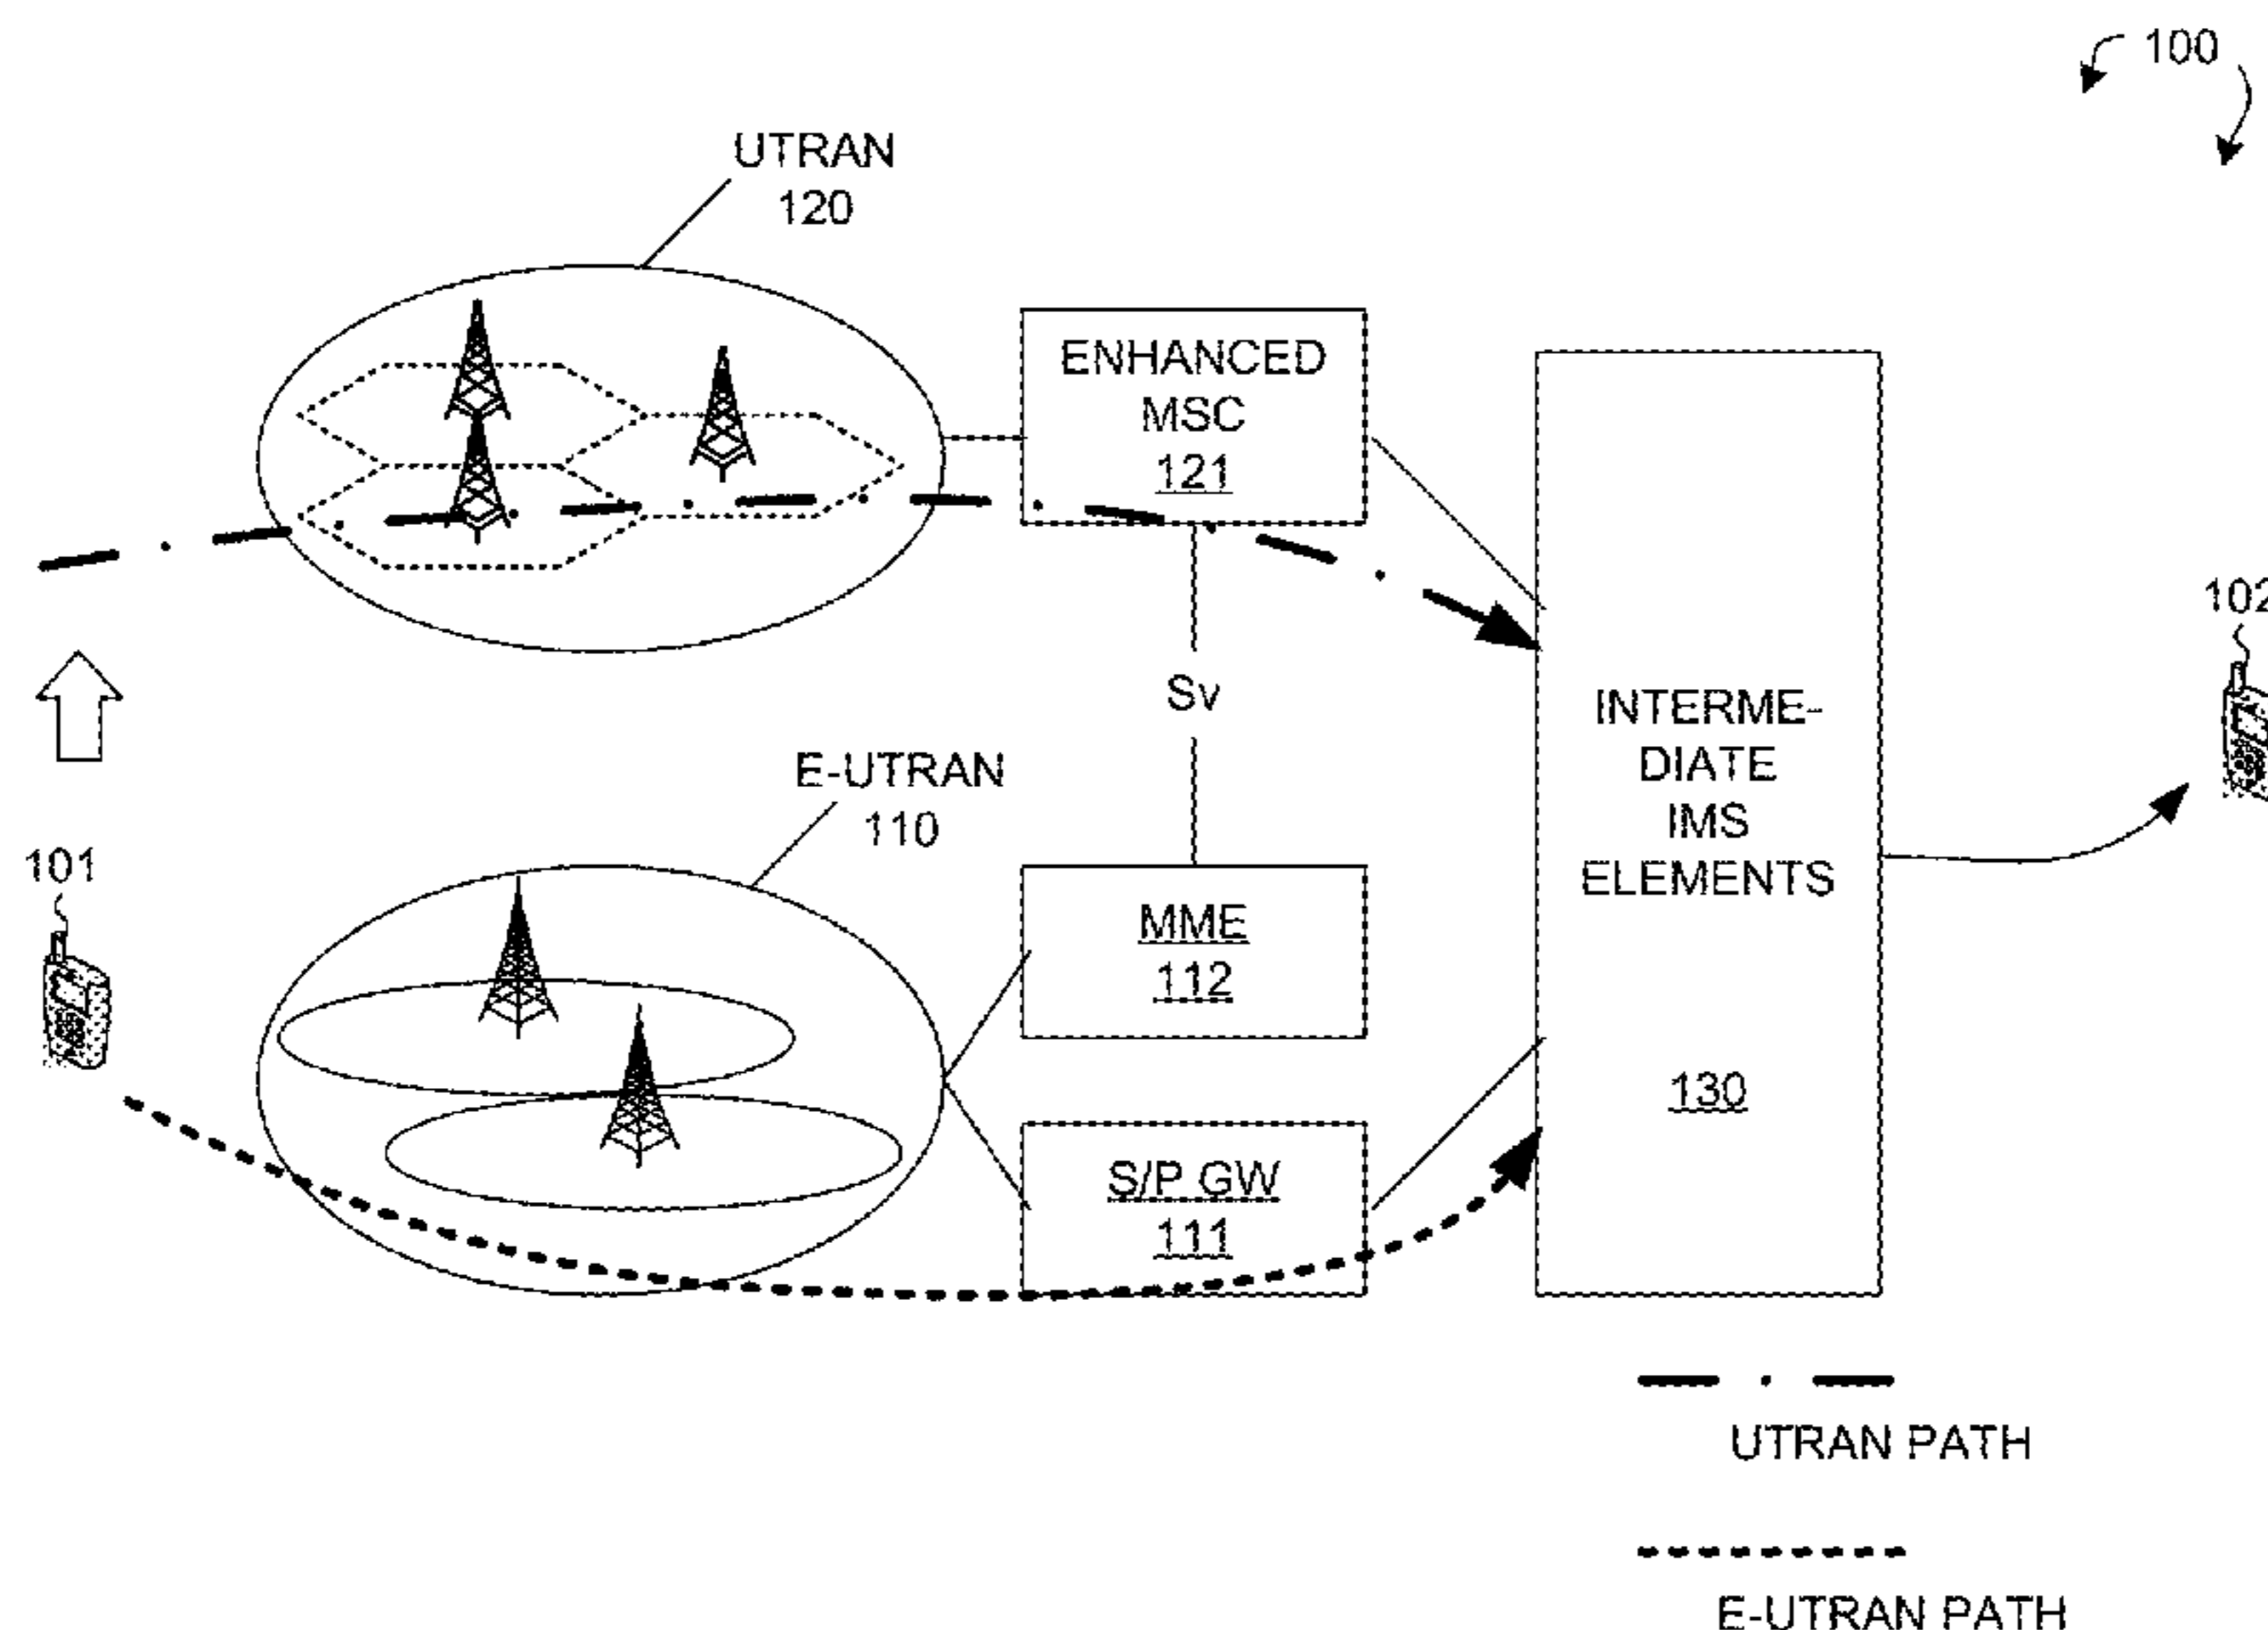 100
UTRAN
120
ENHANCED
MSC
121
102
Sv
INTERME-
DIATE
IMS
ELEMENTS
130
E-UTRAN
110
101
MME
112
S/P GW
111
UTRAN PATH
E-UTRAN PATH